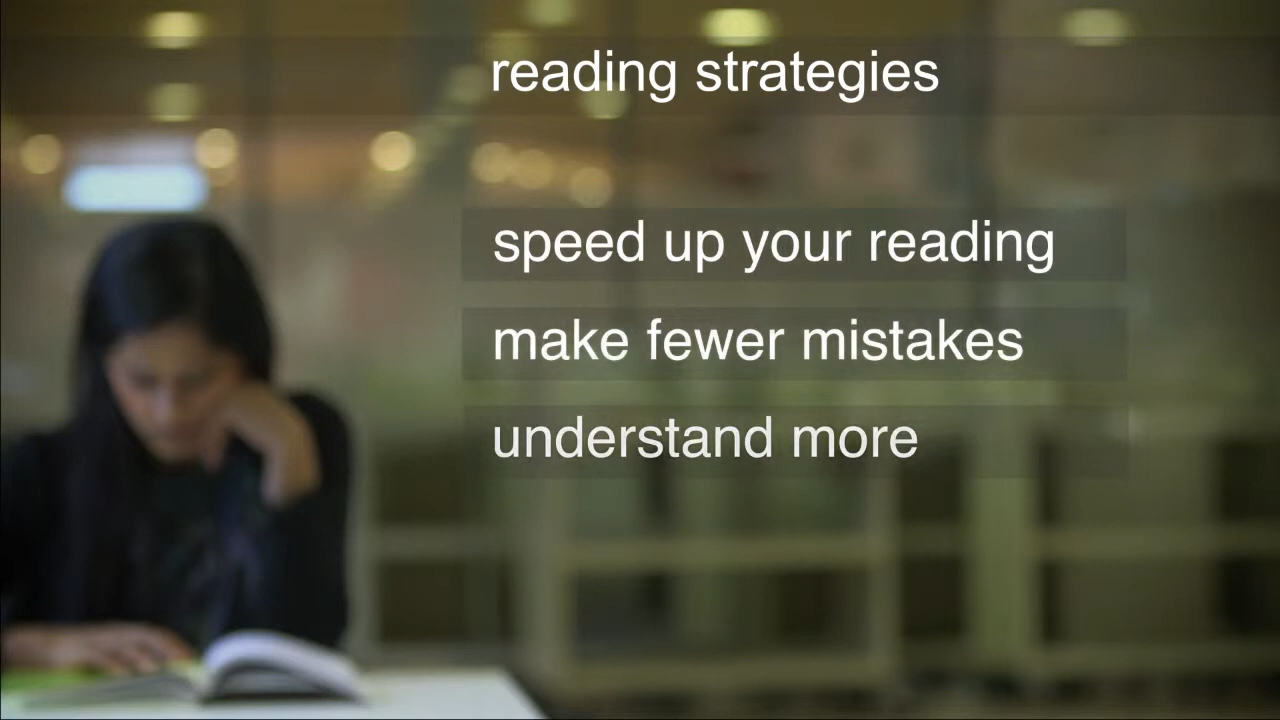 reading strategies
speed up your reading
make fewer mistakes
understand more